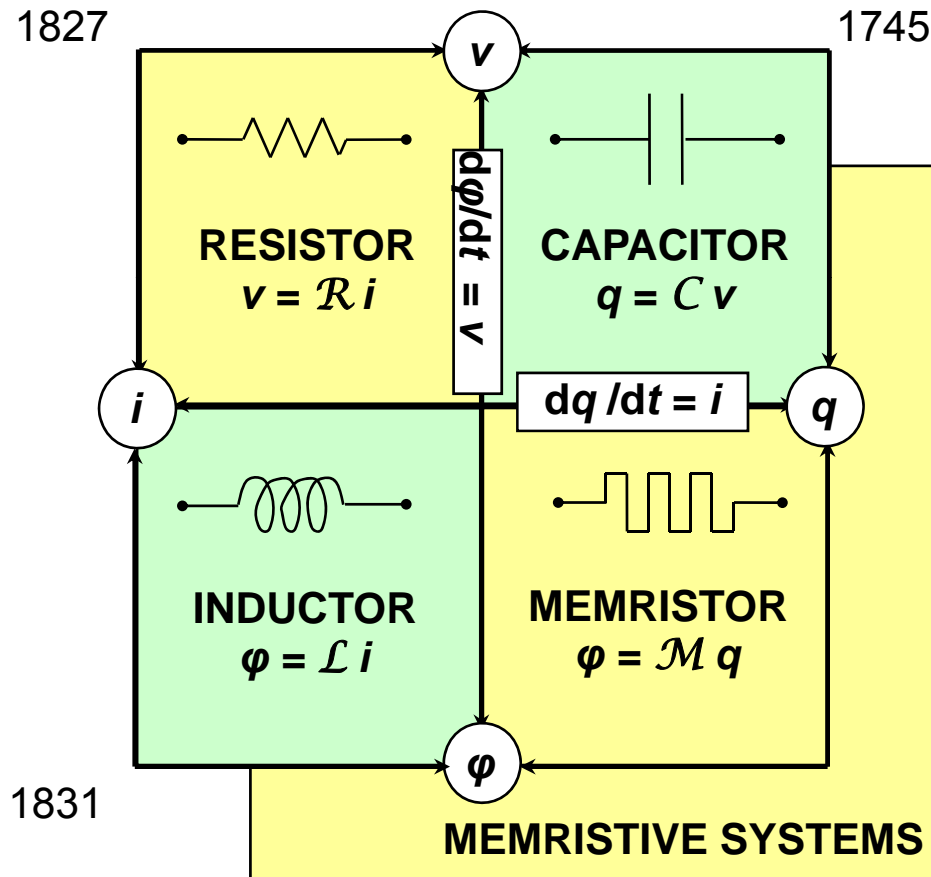 1827
1745
v
RESISTOR
v = ℛ i
dφ/dt = v
CAPACITOR
q = C v
i
dq /dt = i
q
INDUCTOR
φ = ℒ i
MEMRISTOR
φ = ℳ q
φ
1831
MEMRISTIVE SYSTEMS